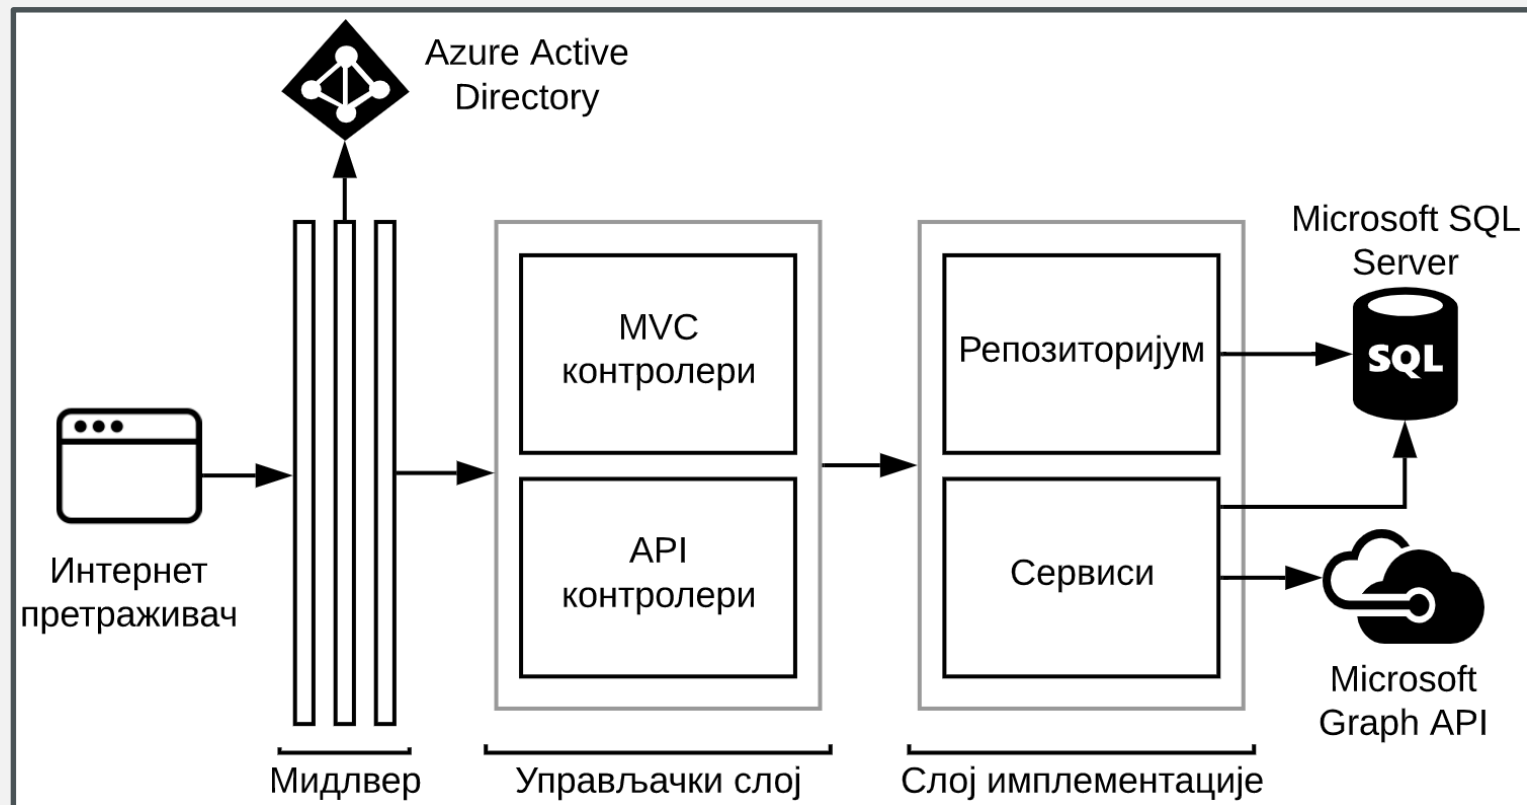 Azure Active
Directory
Microsoft SQL
Server
MVC
контролери
Репозиторијум
SQL
API
контролери
Сервиси
Интернет
претраживач
Microsoft
Graph API
Мидлвер
Управљачки слој
Слој имплементације